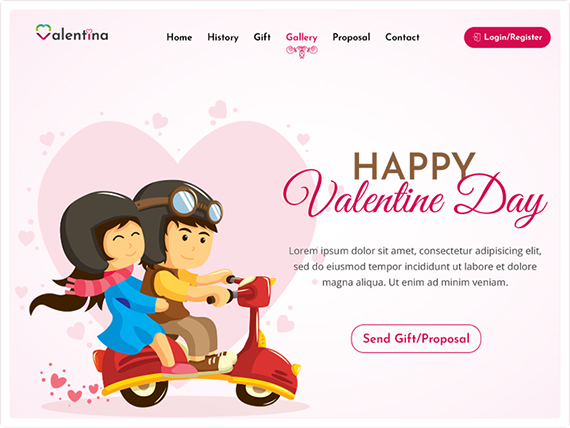 Valentina
Home History Gift Gallery Proposal Contact
Login/Register
HAPPY
Valentine Day
Lorem ipsum dolor sit amet, consectetur adipisicing elit,
sed do eiusmod tempor incididunt ut labore et dolore
magna aliqua. Ut enim ad minim veniam.
Send Gift/Proposal